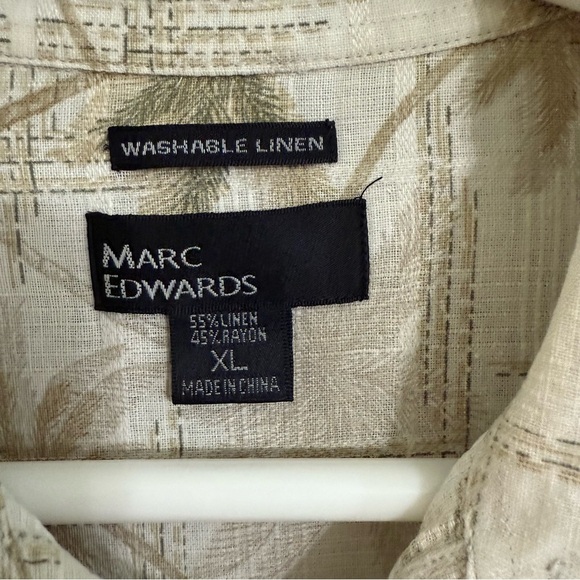 WASHABLE LINEN
MARC
EDWARDS
55% LINEN
45% RAYON
XL
MADE IN CHINA